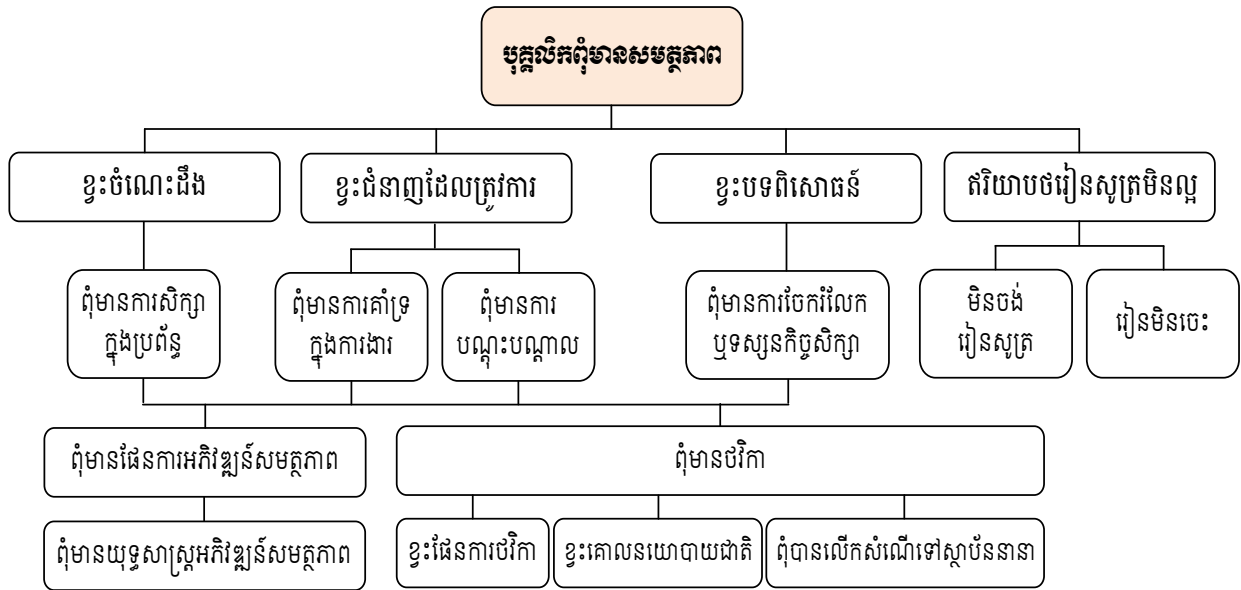 បុគ្គលិកពុំមានសមត្ថភាព
ខ្វះចំណេះដឹង
ខ្វះជំនាញដែលត្រូវការ
ខ្វះបទពិសោធន៍
ឥរិយាបថរៀនសូត្រមិនល្អ
ពុំមានការសិក្សា
ក្នុងប្រព័ន្ធ
ពុំមានការគាំទ្រ
ក្នុងការងារ
ពុំមានការ
បណ្តុះបណ្តាល
ពុំមានការចែករំលែក
ឬទស្សនកិច្ចសិក្សា
មិនចង់
រៀនសូត្រ
រៀនមិនចេះ
ពុំមានផែនការអភិវឌ្ឍន៍សមត្ថភាព
ពុំមានថវិកា
ពុំមានយុទ្ធសាស្ត្រអភិវឌ្ឍន៍សមត្ថភាព
ខ្វះផែនការថវិកា
ខ្វះគោលនយោបាយជាតិ
ពុំបានលើកសំណើទៅស្ថាប័ននានា